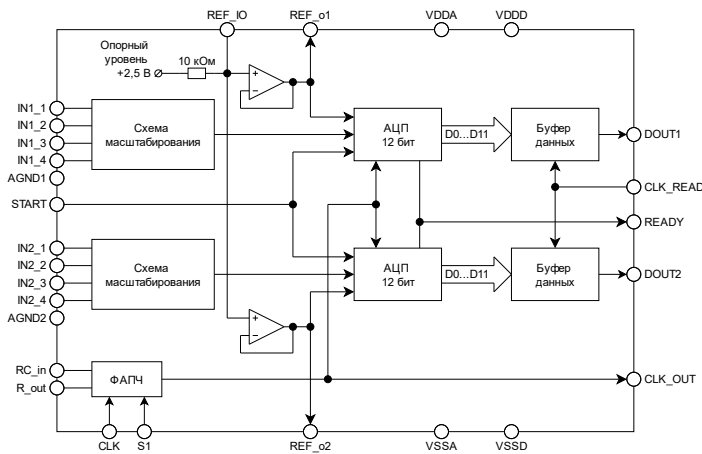 REF_IO
REF_o1
VDDA
VDDD
Опорный
уровень
+2,5 В
10 кОм
+
−
IN1_1
IN1_2
IN1_3
IN1_4
AGND1
START
Схема
масштабирования
АЦП
12 бит
D0...D11
Буфер
данных
DOUT1
CLK_READ
READY
IN2_1
IN2_2
IN2_3
IN2_4
AGND2
Схема
масштабирования
АЦП
12 бит
D0...D11
Буфер
данных
DOUT2
+
−
RC_in
R_out
ФАПЧ
CLK_OUT
CLK
S1
REF_o2
VSSA
VSSD